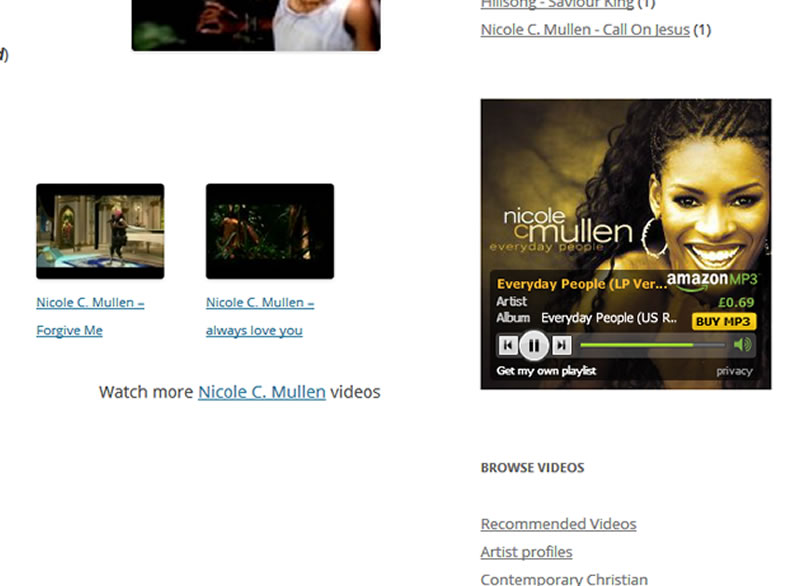 d)
Hillsong - Saviour King (1)
Nicole C. Mullen - Call On Jesus (1)
Nicole C. Mullen –
Forgive Me
Nicole C. Mullen –
always love you
Watch more Nicole C. Mullen videos
nicole
cmullen
everyday people
Everyday People (LP Ver...
amazonMP3
Artist
£0.69
Album Everyday People (US R..
BUY MP3
Get my own playlist
privacy
BROWSE VIDEOS
Recommended Videos
Artist profiles
Contemporary Christian